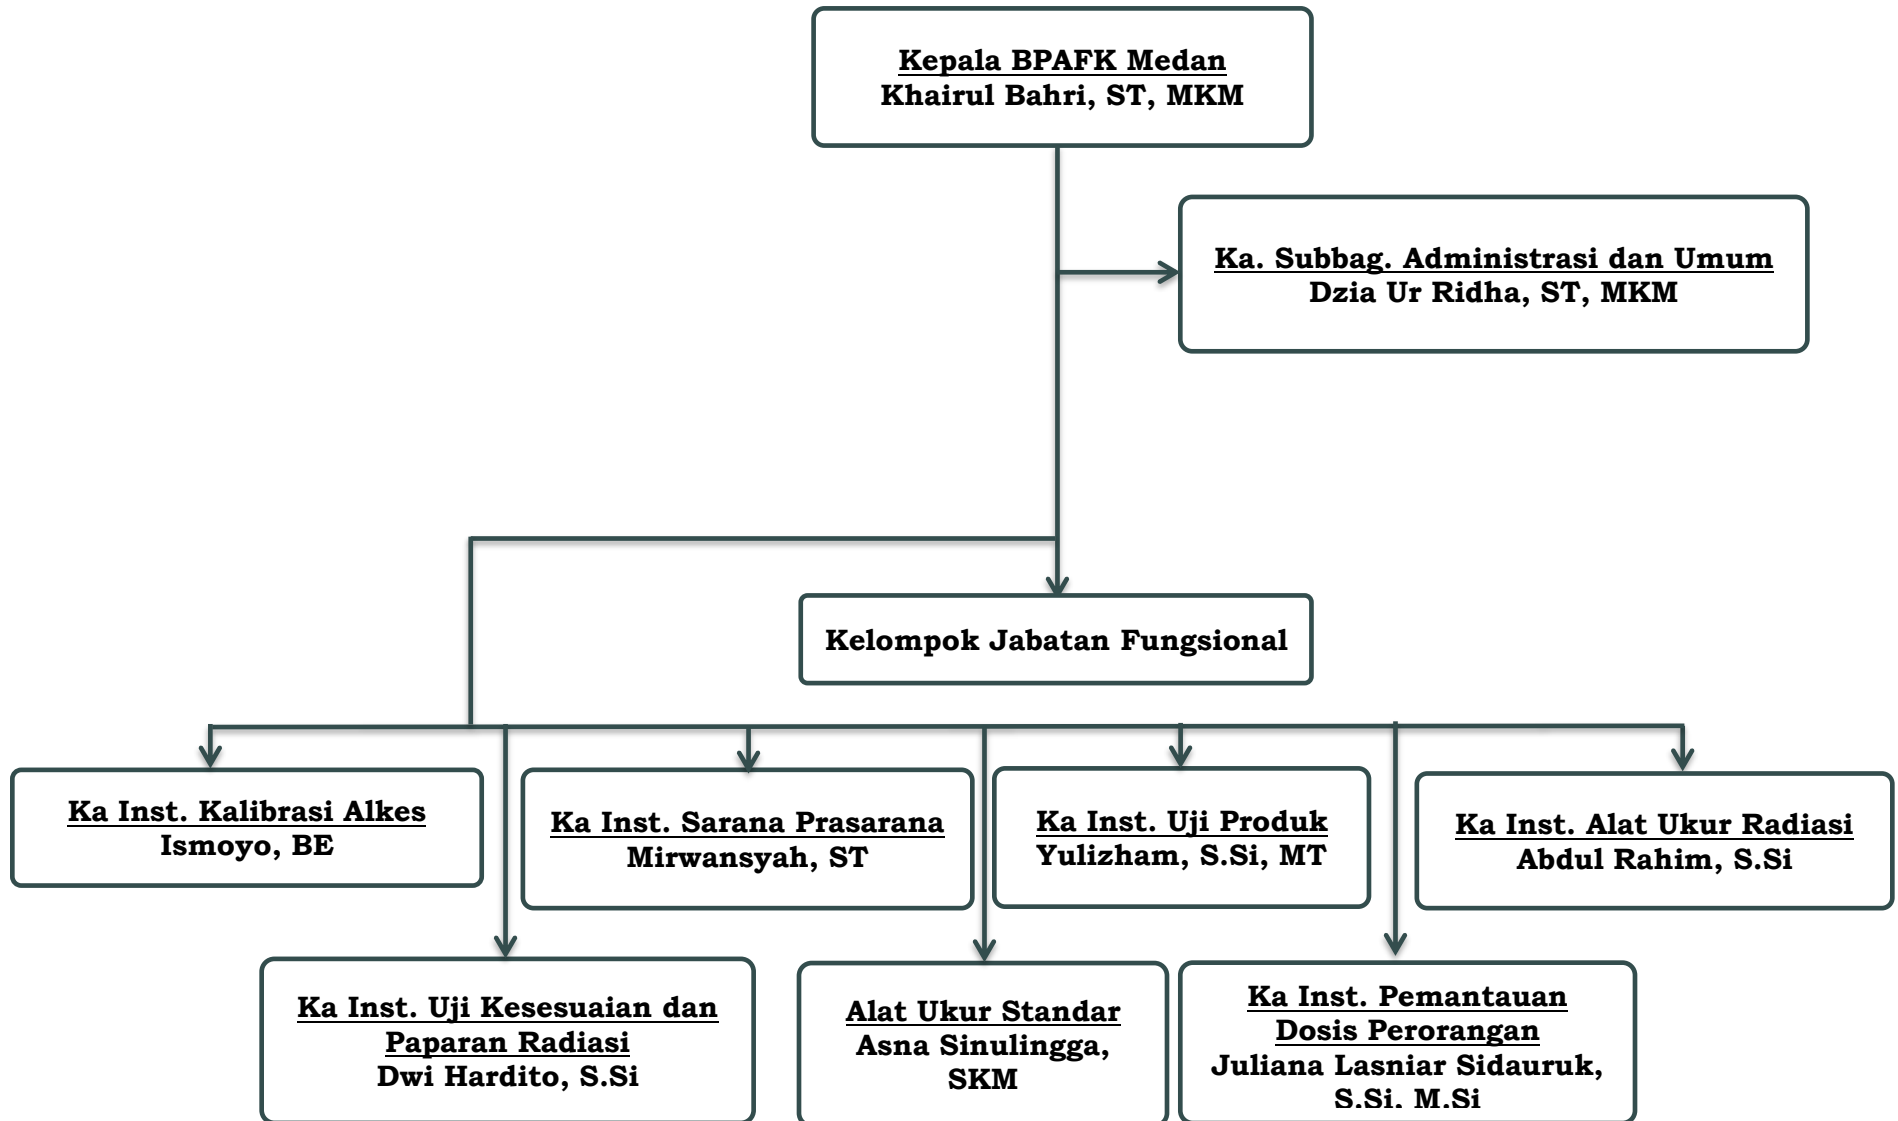 Kepala BPAFK Medan
Khairul Bahri, ST, MKM
Ka. Subbag. Administrasi dan Umum
Dzia Ur Ridha, ST, MKM
Kelompok Jabatan Fungsional
Ka Inst. Kalibrasi Alkes
Ismoyo, BE
Ka Inst. Sarana Prasarana
Mirwansyah, ST
Ka Inst. Uji Produk
Yulizham, S.Si, MT
Ka Inst. Alat Ukur Radiasi
Abdul Rahim, S.Si
Ka Inst. Uji Kesesuaian dan
Paparan Radiasi
Dwi Hardito, S.Si
Alat Ukur Standar
Asna Sinulingga,
SKM
Ka Inst. Pemantauan
Dosis Perorangan
Juliana Lasniar Sidauruk,
S.Si, M.Si